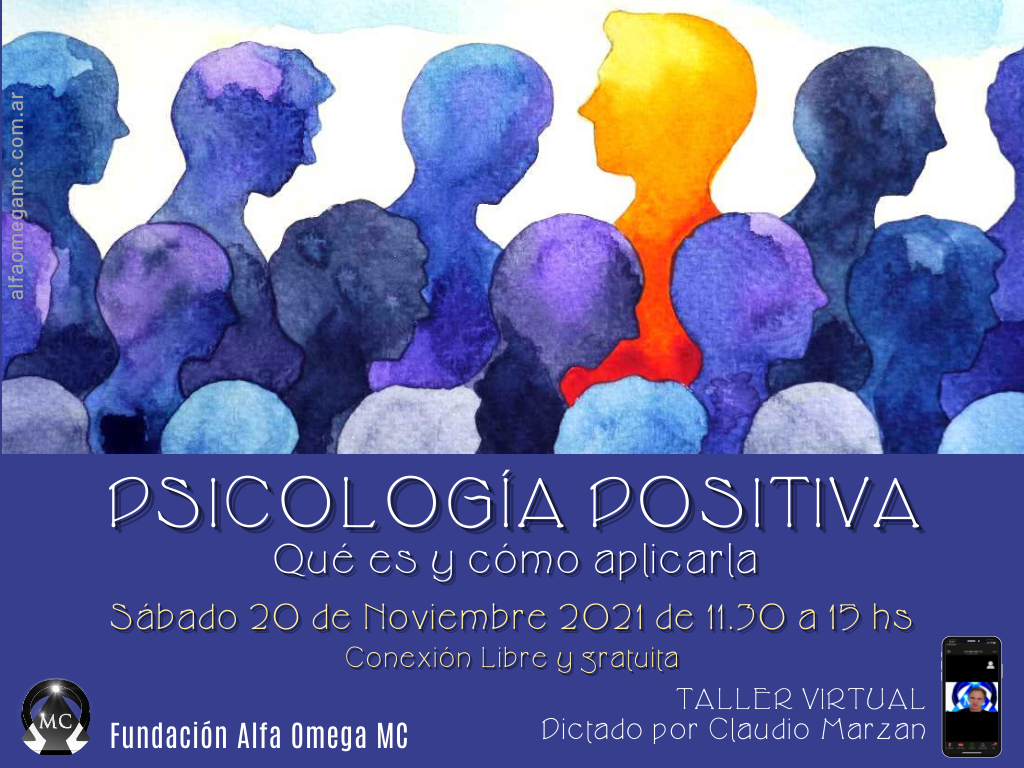 alfaomegamc.com.ar
PSICOLOGÍA POSITIVA
Qué es y cómo aplicarla
Sábado 20 de Noviembre 2021 de 11.30 a 15 hs
Conexión Libre y gratuita
TALLER VIRTUAL
Dictado por Claudio Marzan
MC
Fundación Alfa Omega MC